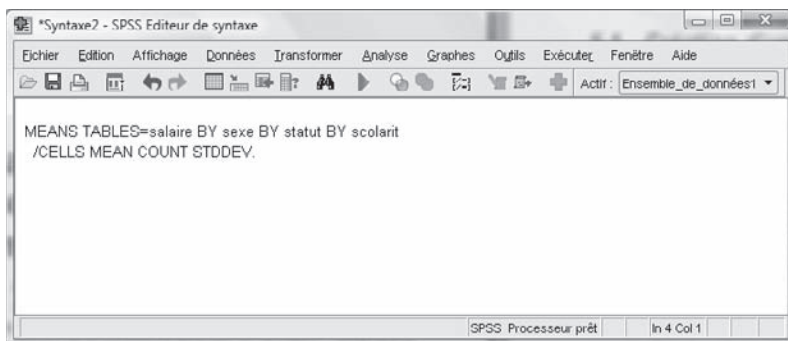 *Syntaxe2 - SPSS Editeur de syntaxe
Fichier Edition Affichage Données Transformer Analyse Graphes Outils Exécuter Fenêtre Aide
Actif : Ensemble_de_données1
MEANS TABLES=salaire BY sexe BY statut BY scolarit
/CELLS MEAN COUNT STDDEV.
SPSS Processeur prêt In 4 Col 1